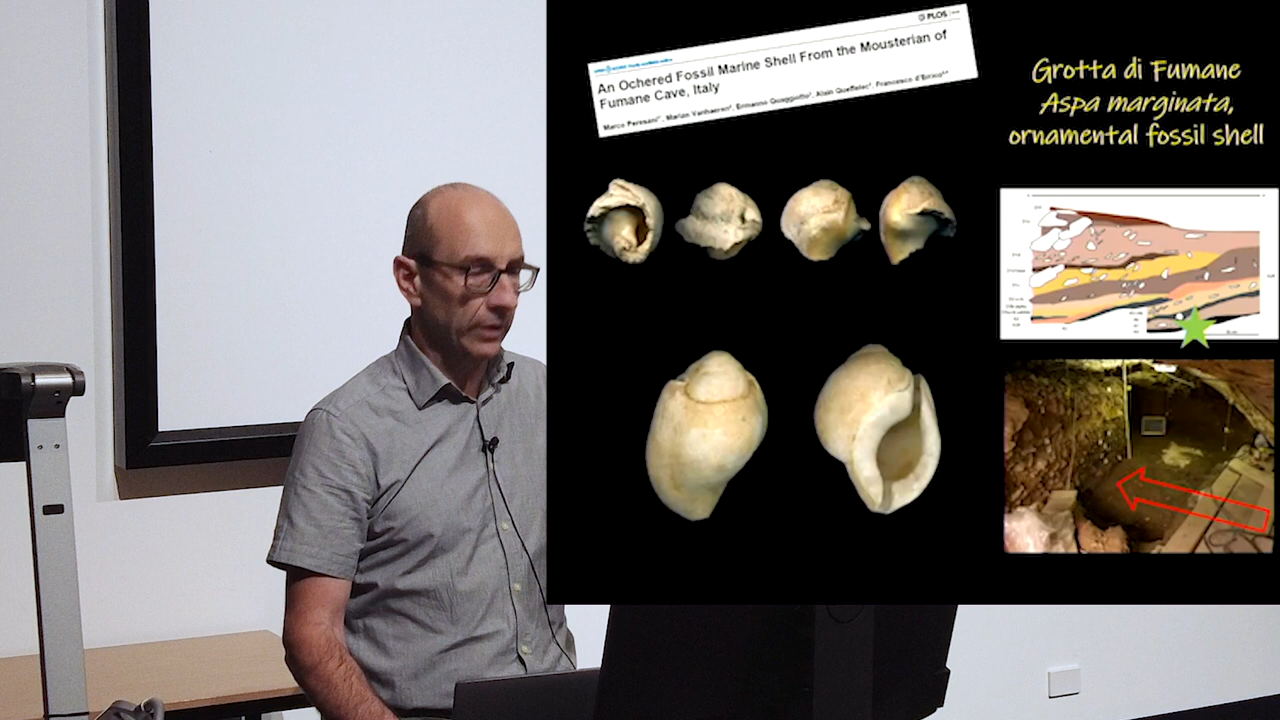 PLOS
An Ochered Fossil Marine Shell From the Mousterian of
Fumane Cave, Italy
Marco Peresani, Marian Vanhaeren, Ermanno Quaggiotto, Alain Queffelec, Francesco d'Errico
Grotta di Fumane
Aspa marginata,
ornamental fossil shell